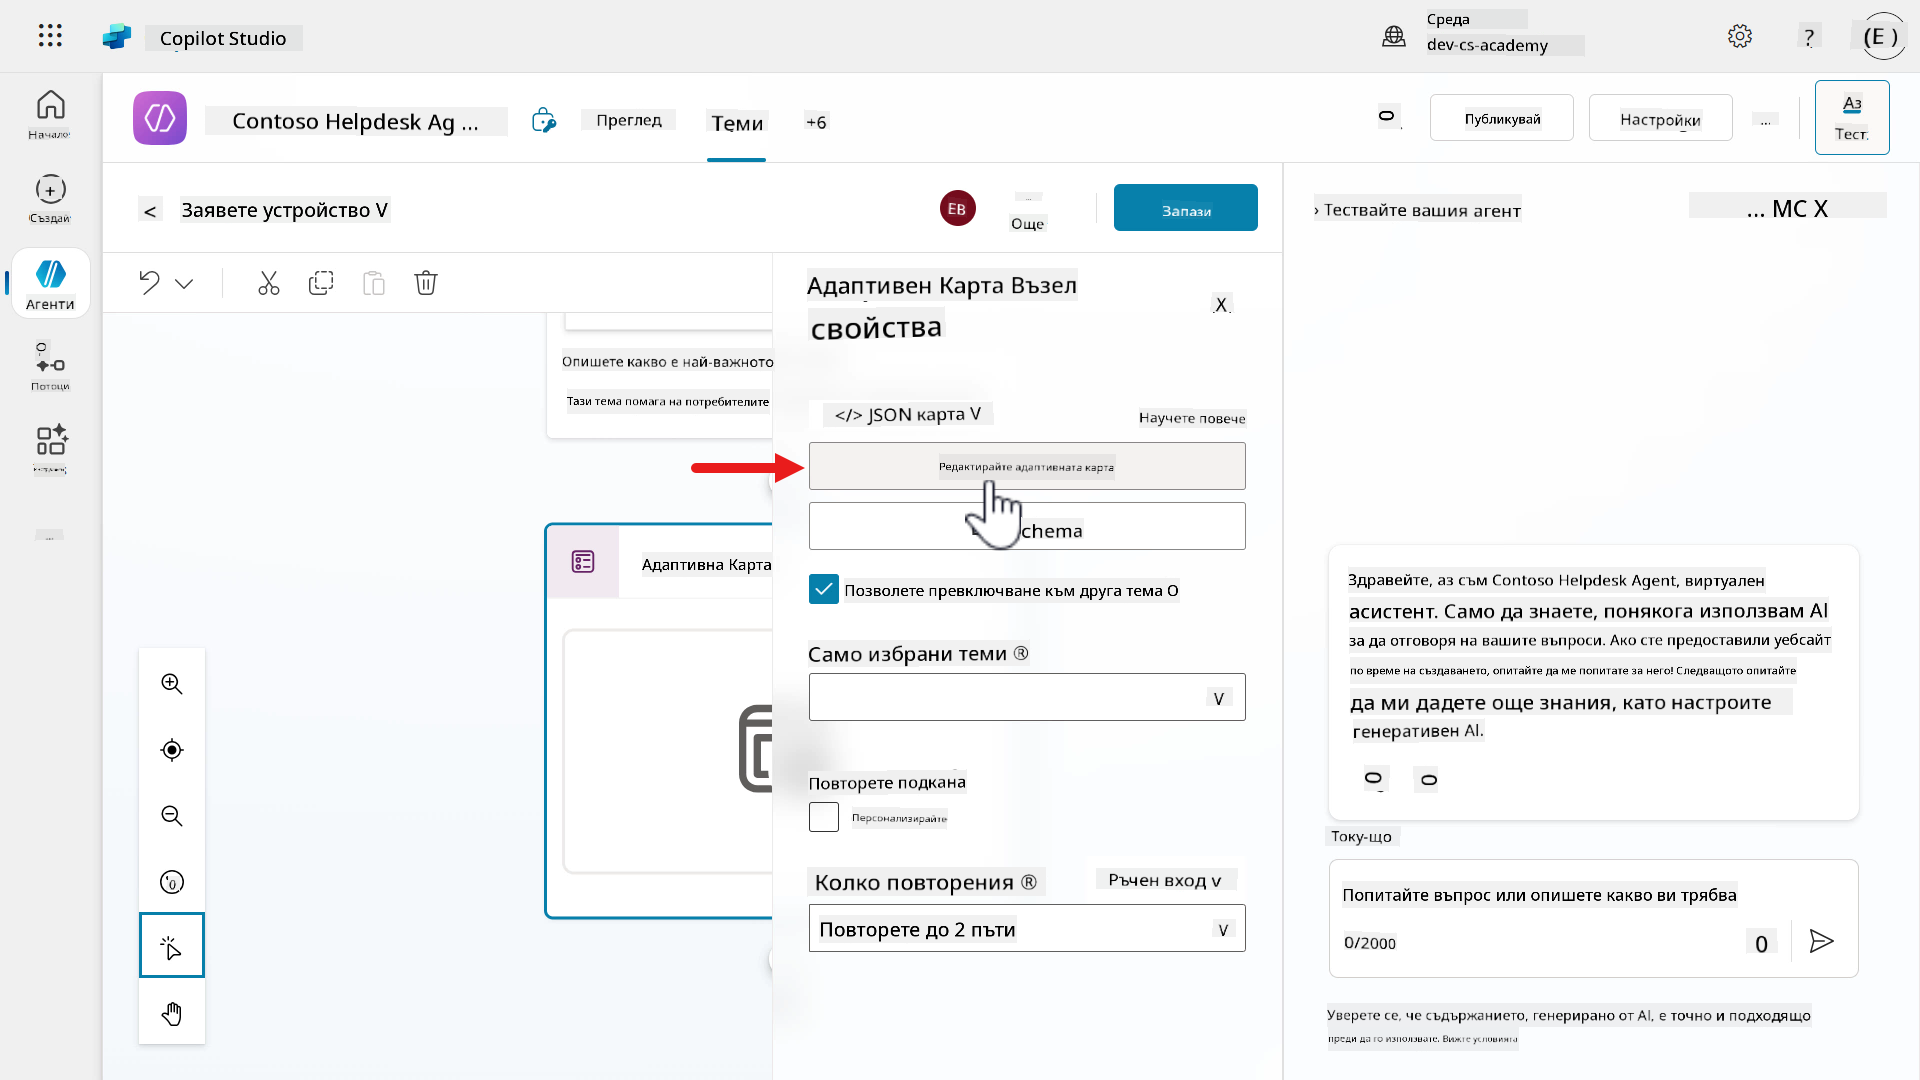 Copilot Studio
Среда
dev-cs-academy
?
(E )
Contoso Helpdesk Ag ...
Преглед
Теми
+6
Публикувай
Настройки
...
Аз
Тест
Начало
Създай
Агенти
Потоци
...
< Заявете устройство V
EB
...
Още
Запази
› Тествайте вашия агент
... MC X
Опишете какво е най-важното
Тази тема помага на потребителите
Адаптивна Карта
Адаптивен Карта Възел
свойства
X
</> JSON карта V
Научете повече
Редактирайте адаптивната карта
chema
Позволете превключване към друга тема O
Само избрани теми ®
V
Повторете подкана
Персонализирайте
Колко повторения ®
Ръчен вход v
Повторете до 2 пъти
V
Здравейте, аз съм Contoso Helpdesk Agent, виртуален
асистент. Само да знаете, понякога използвам AI
за да отговоря на вашите въпроси. Ако сте предоставили уебсайт
по време на създаването, опитайте да ме попитате за него! Следващото опитайте
да ми дадете още знания, като настроите
генеративен AI.
Току-що
Попитайте въпрос или опишете какво ви трябва
0/2000
0
Уверете се, че съдържанието, генерирано от AI, е точно и подходящо
преди да го използвате. Вижте условията